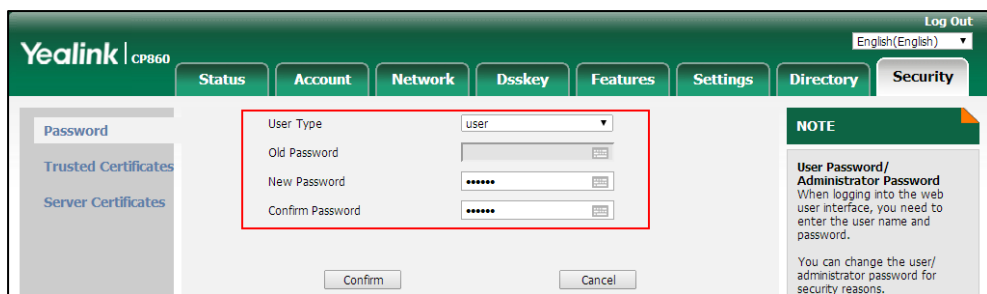 Log Out
Yealink CP860
English(English)
Status Account Network Dsskey Features Settings Directory Security
Password
Trusted Certificates
Server Certificates
User Type user
Old Password
New Password ••••••
Confirm Password ••••••
Confirm Cancel
NOTE
User Password/
Administrator Password
When logging into the web
user interface, you need to
enter the user name and
password.
You can change the user/
administrator password for
security reasons.